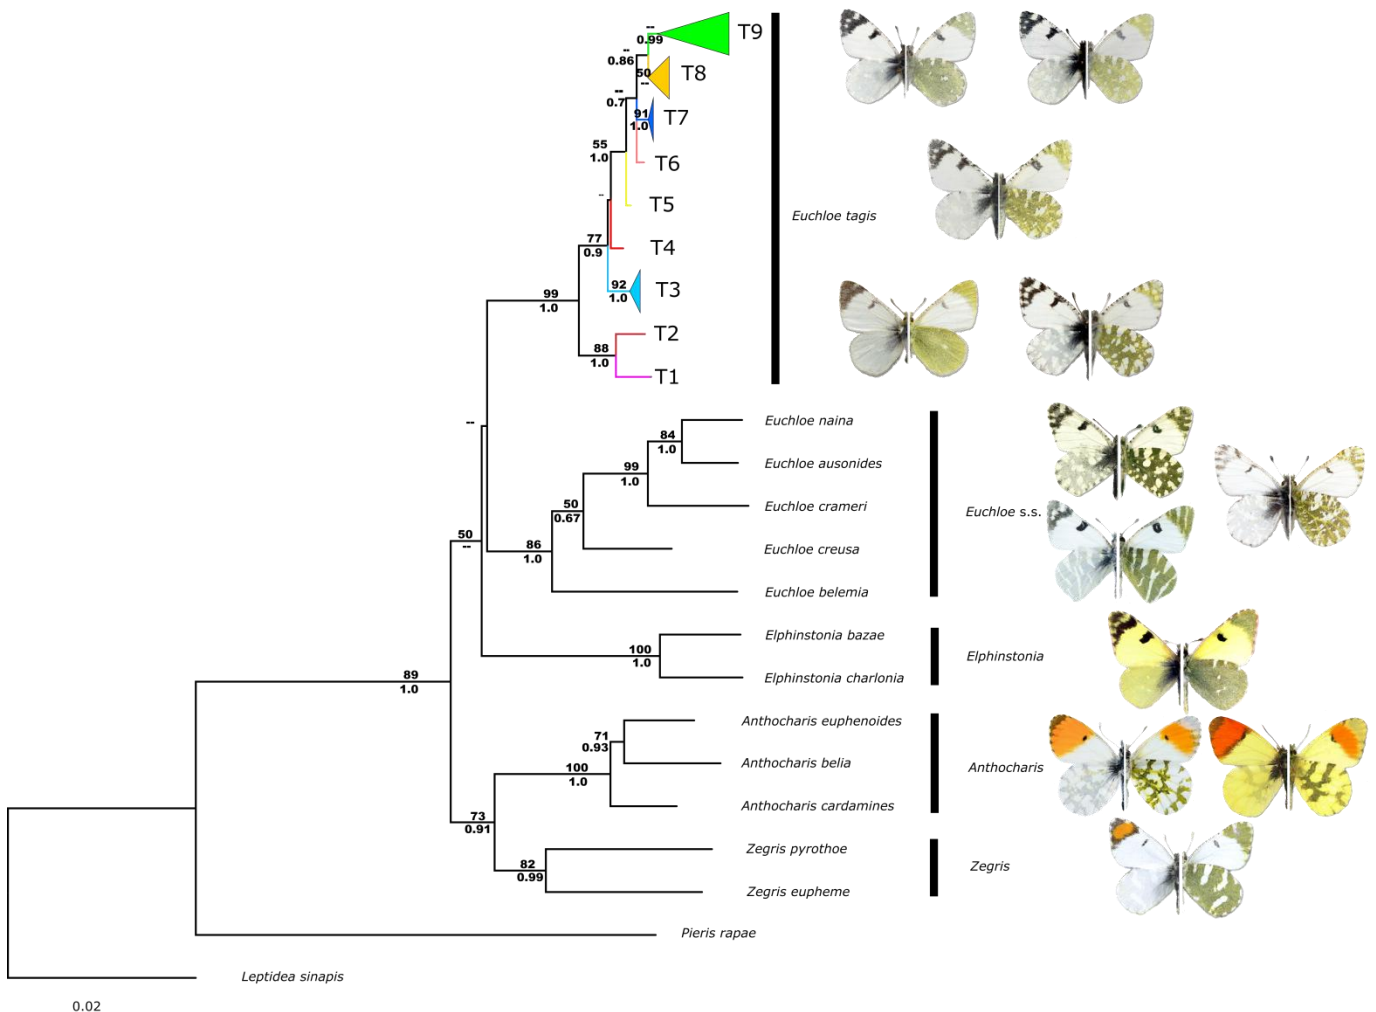 --
0.99
T9
--
0.86
50
--
T8
--
0.7
91
1.0
T7
55
1.0
T6
--
T5
Euchloe tagis
77
0.9
T4
92
1.0
T3
99
1.0
T2
88
1.0
T1
Euchloe naina
84
1.0
Euchloe ausonides
99
1.0
Euchloe crameri
50
0.67
Euchloe s.s.
--
Euchloe creusa
86
1.0
50
--
Euchloe belemia
Elphinstonia bazae
100
1.0
Elphinstonia
Elphinstonia charlonia
89
1.0
Anthocharis euphenoides
71
0.93
Anthocharis belia
Anthocharis
100
1.0
Anthocharis cardamines
73
0.91
Zegris pyrothoe
82
0.99
Zegris
Zegris eupheme
Pieris rapae
Leptidea sinapis
0.02